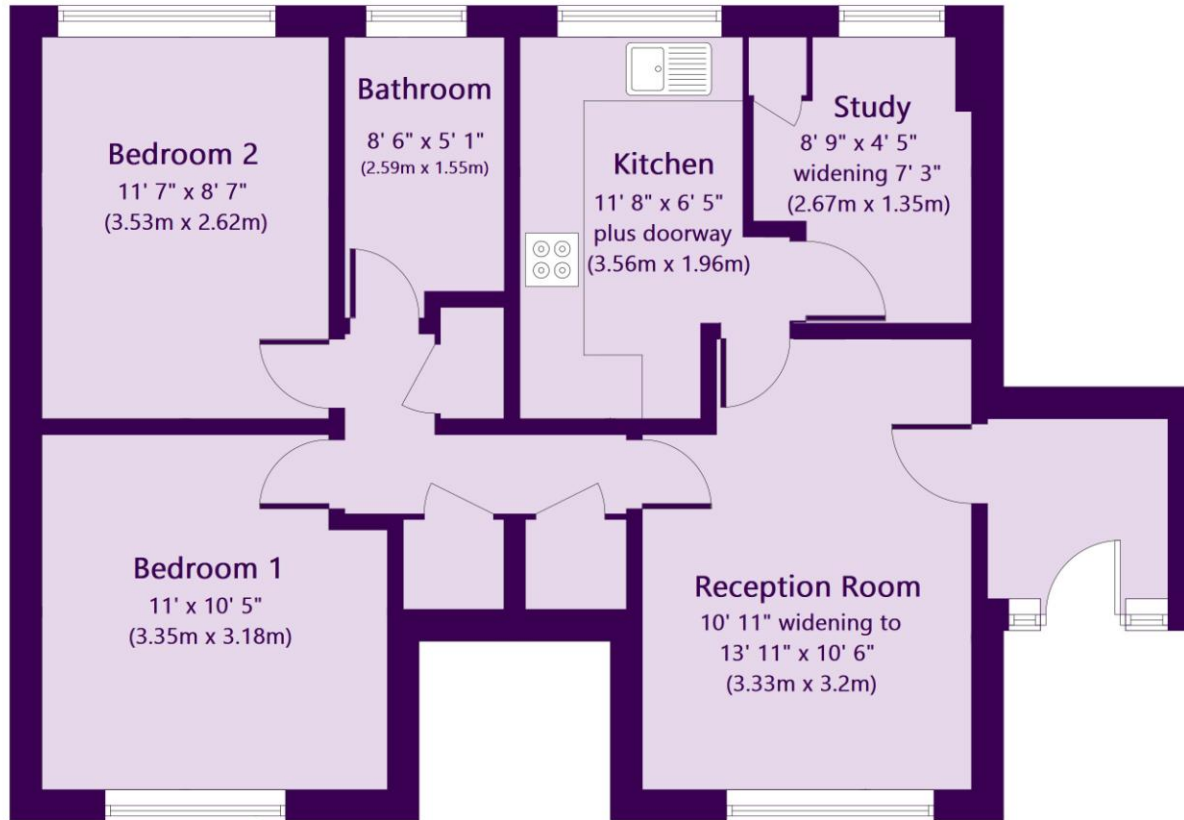 Bedroom 2
11' 7" x 8' 7"
(3.53m x 2.62m)
Bathroom
8' 6" x 5' 1"
(2.59m x 1.55m)
Kitchen
11' 8" x 6' 5"
plus doorway
(3.56m x 1.96m)
Study
8' 9" x 4' 5"
widening 7' 3"
(2.67m x 1.35m)
Bedroom 1
11' x 10' 5"
(3.35m x 3.18m)
Reception Room
10' 11" widening to
13' 11" x 10' 6"
(3.33m x 3.2m)